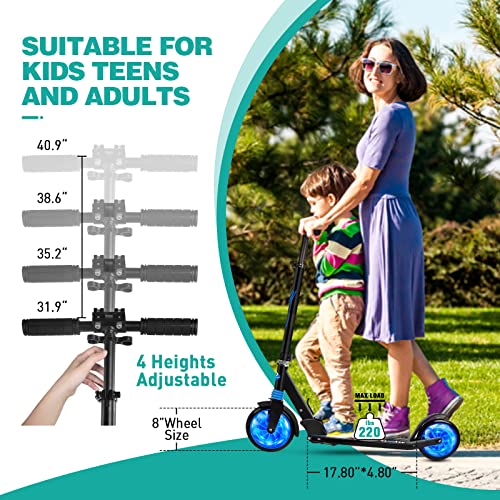 SUITABLE FOR
KIDS TEENS
AND ADULTS
40.9"
38.6"
35.2"
31.9"
4 Heights
Adjustable
8"Wheel
Size
MAX·LOAD
lbs
220
17.80"*4.80"